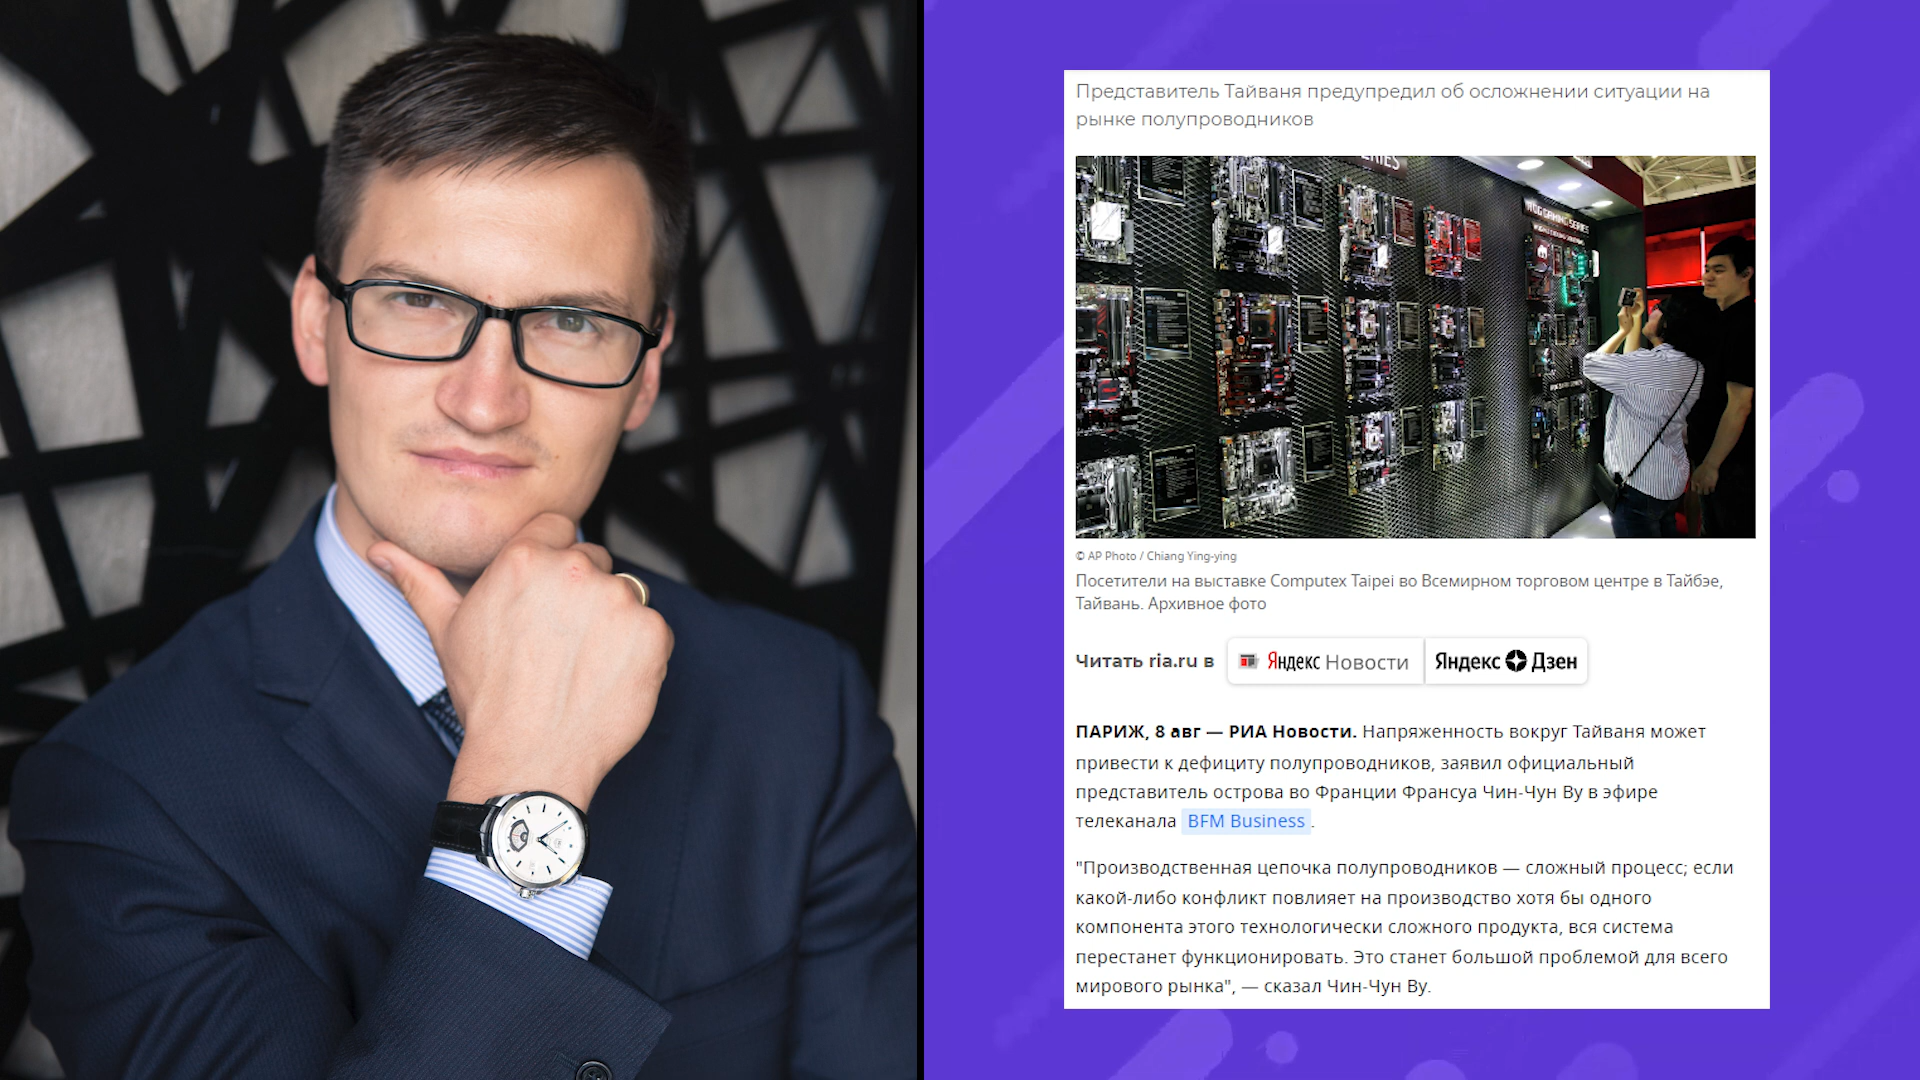 Представитель Тайваня предупредил об осложнении ситуации на
рынке полупроводников
© AP Photo / Chiang Ying-ying
Посетители на выставке Computex Taipei во Всемирном торговом центре в Тайбэе,
Тайвань. Архивное фото
Читать ria.ru в
Яндекс Новости
Яндекс Дзен
ПАРИЖ, 8 авг — РИА Новости. Напряженность вокруг Тайваня может
привести к дефициту полупроводников, заявил официальный
представитель острова во Франции Франсуа Чин-Чун Ву в эфире
телеканала BFM Business.
"Производственная цепочка полупроводников — сложный процесс; если
какой-либо конфликт повлияет на производство хотя бы одного
компонента этого технологически сложного продукта, вся система
перестанет функционировать. Это станет большой проблемой для всего
мирового рынка", — сказал Чин-Чун Ву.